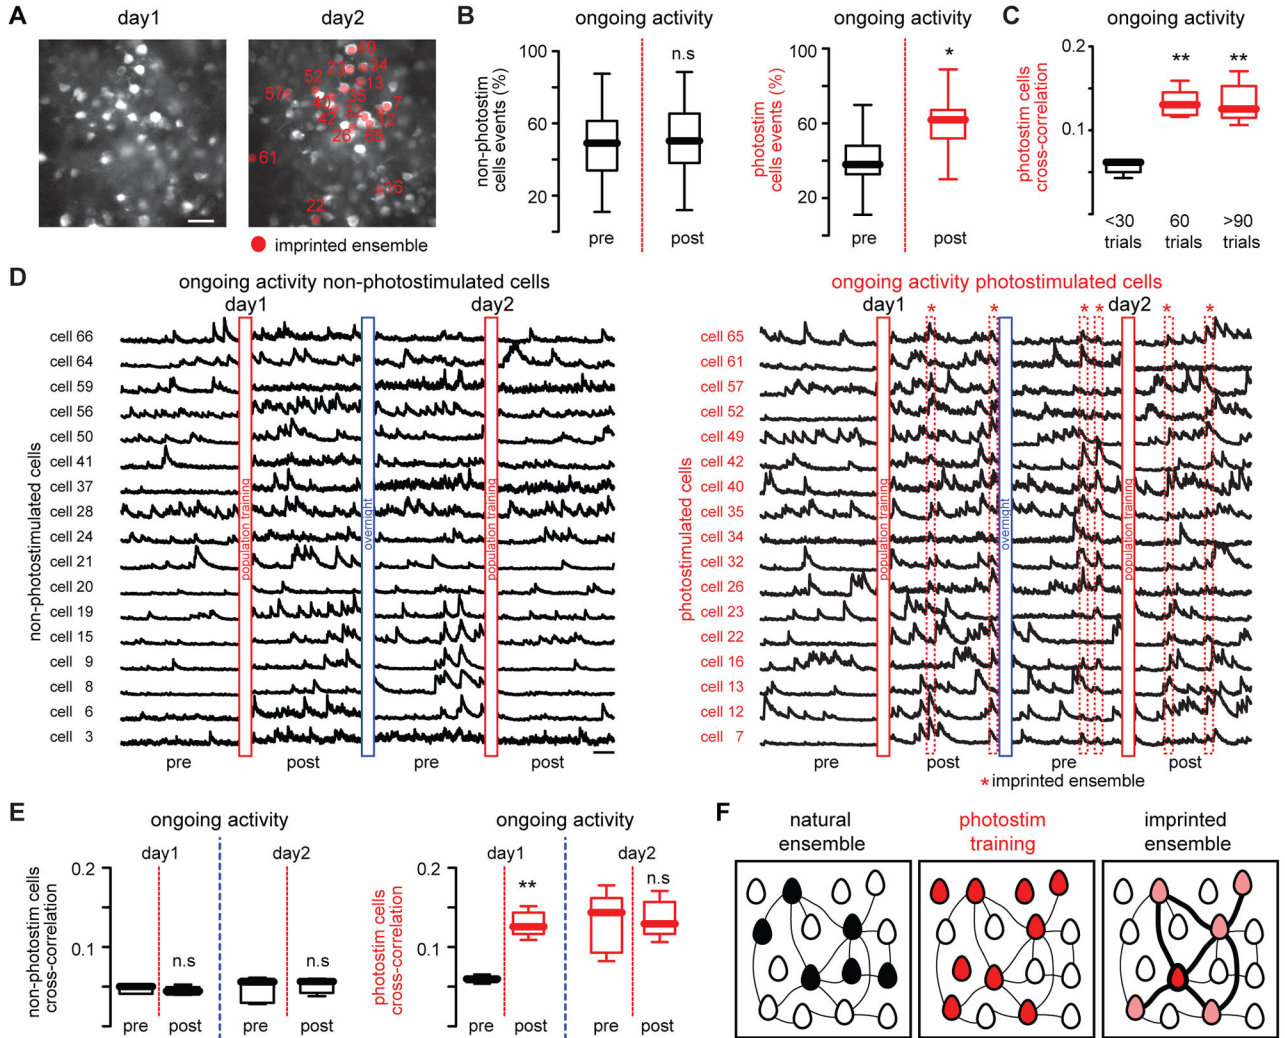 A
day1
day2
49
34
23
52
13
57
35
40
7
32
12
42
26
65
61
16
22
imprinted ensemble
B
ongoing activity
non-photostim
cells events (%)
100
60
20
n.s
pre
post
ongoing activity
photostim
cells events (%)
100
60
20
*
pre
post
C
ongoing activity
photostim cells
cross-correlation
0.2
0.1
** **
<30
trials
60
trials
>90
trials
D
ongoing activity non-photostimulated cells
day1
day2
non-photostimulated cells
cell 66
cell 64
cell 59
cell 56
cell 50
cell 41
cell 37
cell 28
cell 24
cell 21
cell 20
cell 19
cell 15
cell 9
cell 8
cell 6
cell 3
population training
overnight
population training
pre
post
pre
post
ongoing activity photostimulated cells
day1
day2
* * * * * *
photostimulated cells
cell 65
cell 61
cell 57
cell 52
cell 49
cell 42
cell 40
cell 35
cell 34
cell 32
cell 26
cell 23
cell 22
cell 16
cell 13
cell 12
cell 7
population training
overnight
population training
pre
post
pre
post
* imprinted ensemble
E
ongoing activity
day1
day2
non-photostim cells
cross-correlation
0.2
0.1
n.s
n.s
pre
post
pre
post
ongoing activity
day1
day2
photostim cells
cross-correlation
0.2
0.1
**
n.s
pre
post
pre
post
F
natural
ensemble
photostim
training
imprinted
ensemble